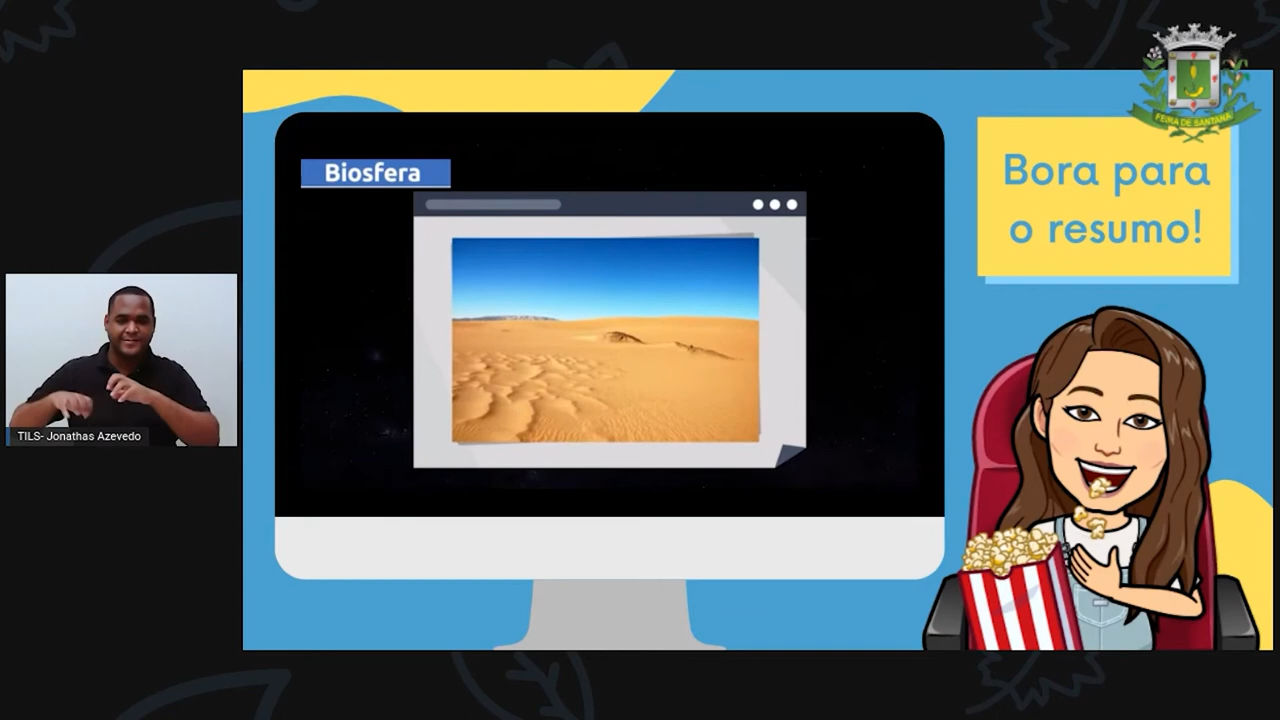 FEIRA DE SANTANA
Biosfera
Bora para
o resumo!
TILS- Jonathas Azevedo